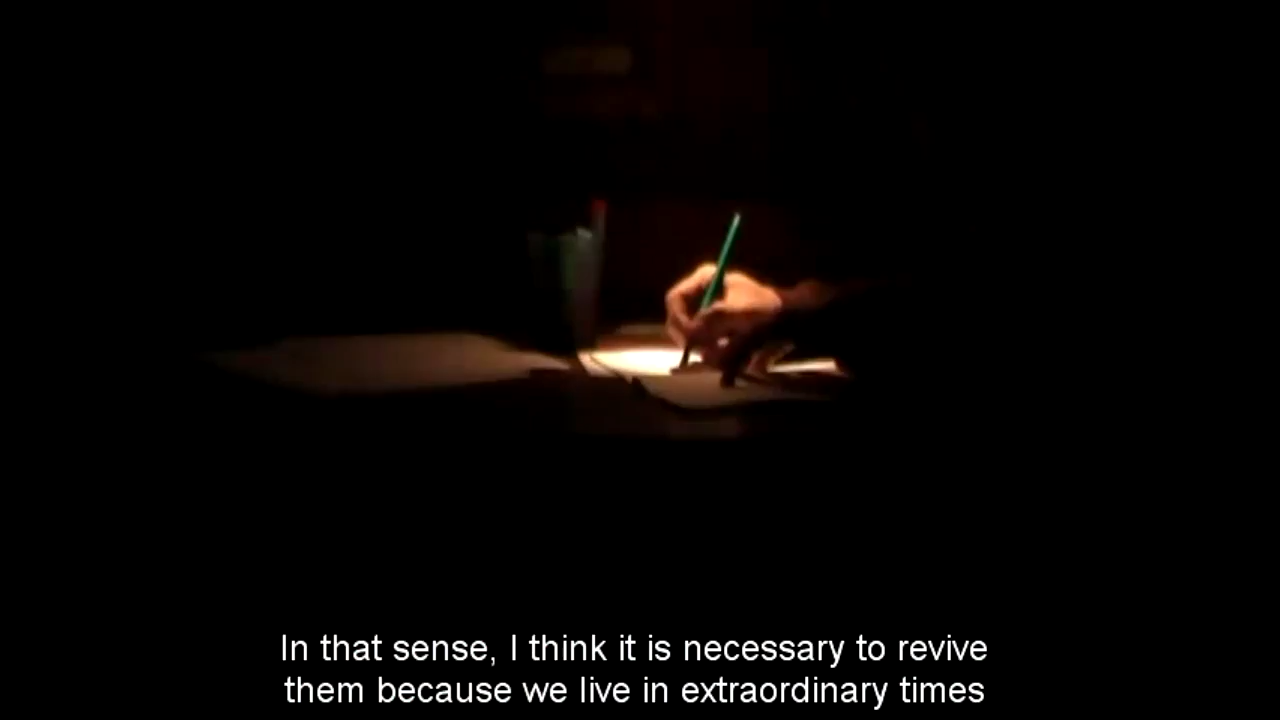 In that sense, I think it is necessary to revive
them because we live in extraordinary times